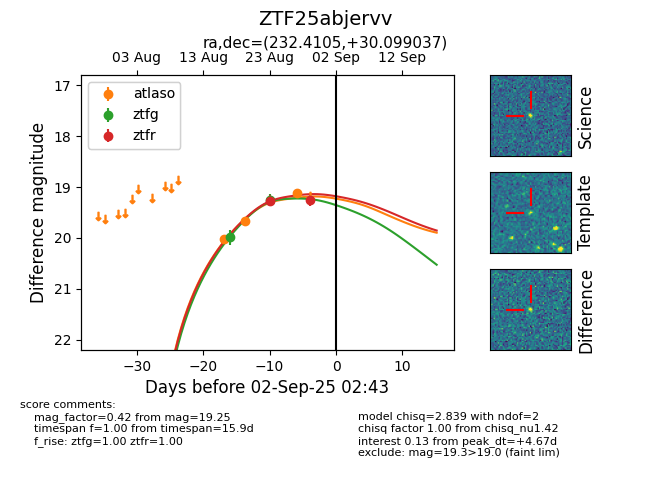 ZTF25abjervv
ra,dec=(232.4105,+30.099037)
03 Aug 13 Aug 23 Aug 02 Sep 12 Sep
17
18
19
20
21
22
Difference magnitude
atlaso
ztfg
ztfr
−30 −20 −10 0 10
Days before 02-Sep-25 02:43
Science
Template
Difference
score comments:
mag_factor=0.42 from mag=19.25
timespan f=1.00 from timespan=15.9d
f_rise: ztfg=1.00 ztfr=1.00
model chisq=2.839 with ndof=2
chisq factor 1.00 from chisq_nu1.42
interest 0.13 from peak_dt=+4.67d
exclude: mag=19.3>19.0 (faint lim)